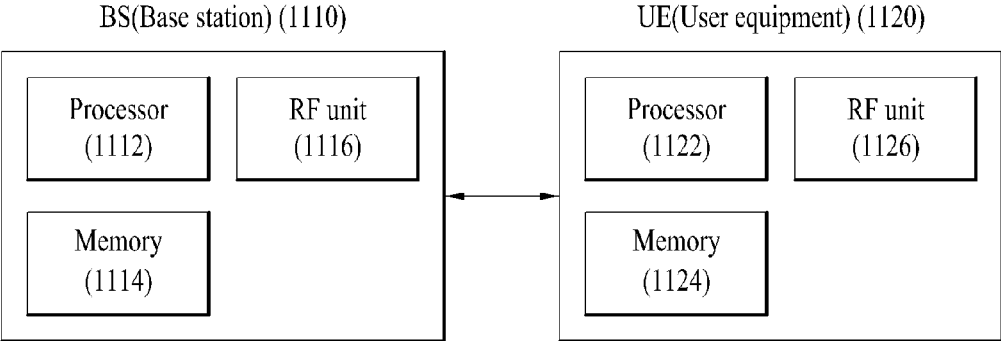 BS(Base station) (1110)
Processor
(1112)
RF unit
(1116)
Memory
(1114)
UE(User equipment) (1120)
Processor
(1122)
RF unit
(1126)
Memory
(1124)